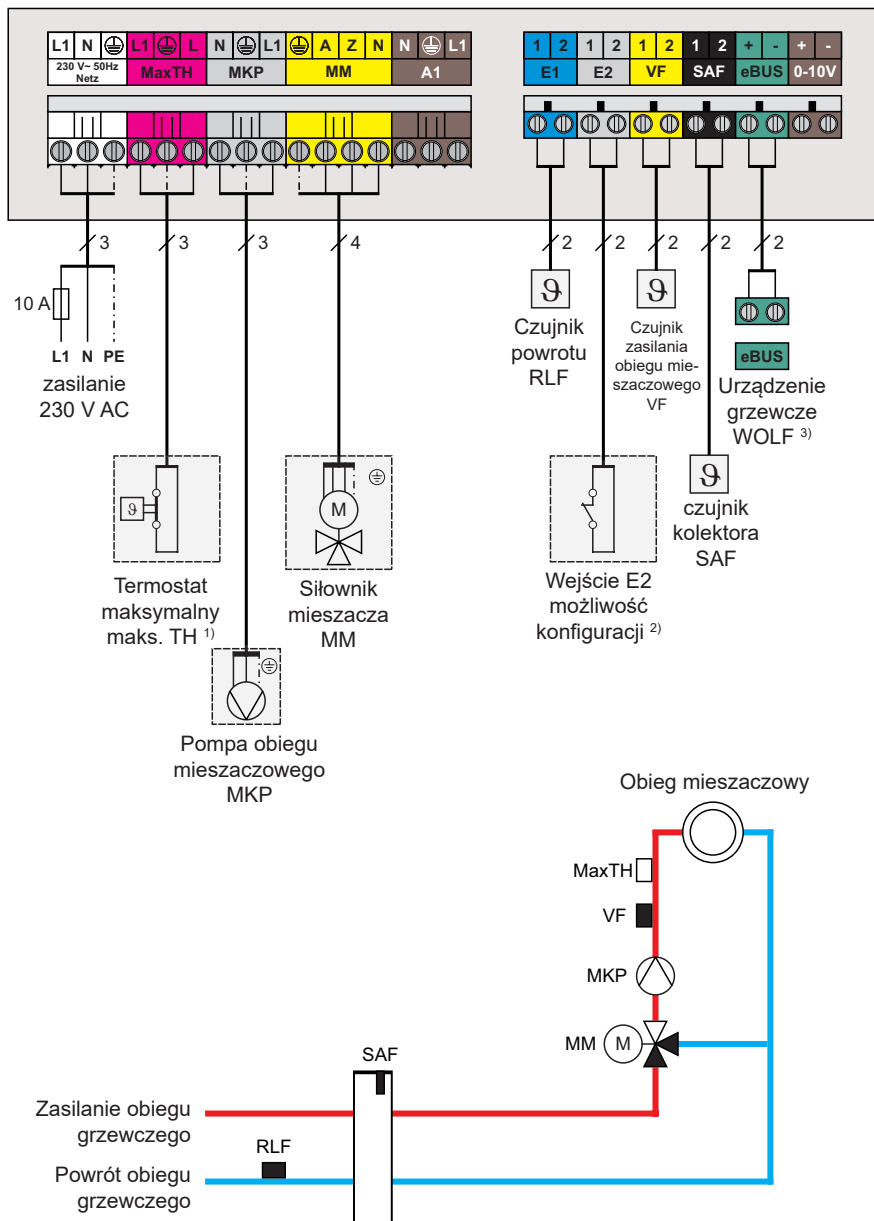 L1 N L1 L N L1 A Z N N L1
230 V~ 50Hz
Netz
MaxTH MKP MM A1
1 2 1 2 1 2 1 2 + - + -
E1 E2 VF SAF eBUS 0-10V
3 3 3 4 2 2 2 2 2
10 A
L1 N PE
zasilanie
230 V AC
ϑ
Czujnik
powrotu
RLF
ϑ
Czujnik
zasilania
obiegu mie-
szaczowego
VF
eBUS
Urządzenie
grzewcze
WOLF 3)
ϑ
Termostat
maksymalny
maks. TH 1)
M
Siłownik
mieszacza
MM
Wejście E2
możliwość
konfiguracji 2)
ϑ
czujnik
kolektora
SAF
Pompa obiegu
mieszaczowego
MKP
Obieg mieszaczowy
MaxTH
VF
MKP
MM M
SAF
Zasilanie obiegu
grzewczego
RLF
Powrót obiegu
grzewczego